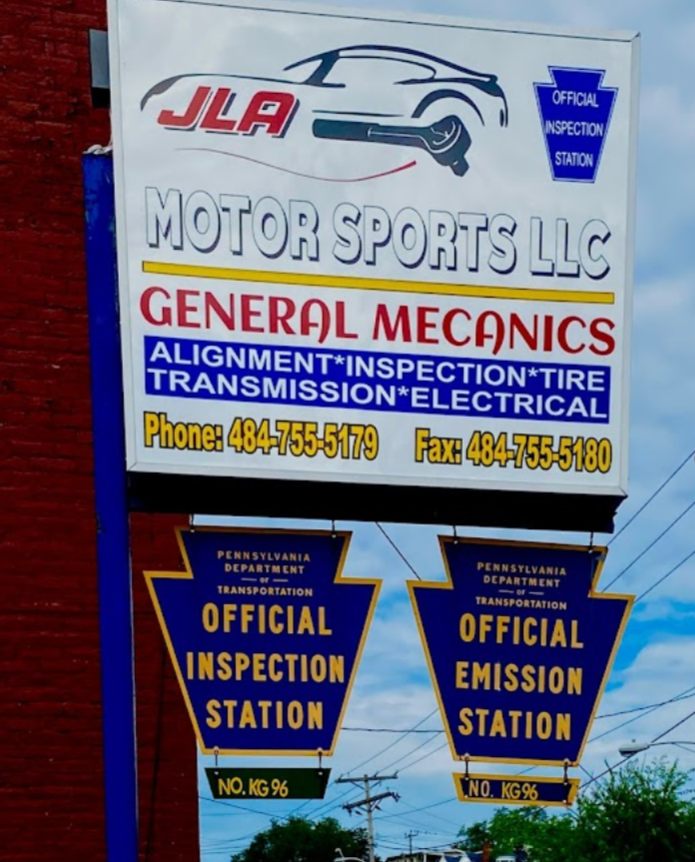 JLA
OFFICIAL
INSPECTION
STATION
MOTOR SPORTS LLC
GENERAL MECANICS
ALIGNMENT*INSPECTION*TIRE
TRANSMISSION*ELECTRICAL
Phone: 484-755-5179 Fax: 484-755-5180
PENNSYLVANIA
DEPARTMENT
OF
TRANSPORTATION
OFFICIAL
INSPECTION
STATION
NO. KG96
PENNSYLVANIA
DEPARTMENT
OF
TRANSPORTATION
OFFICIAL
EMISSION
STATION
NO. KG96